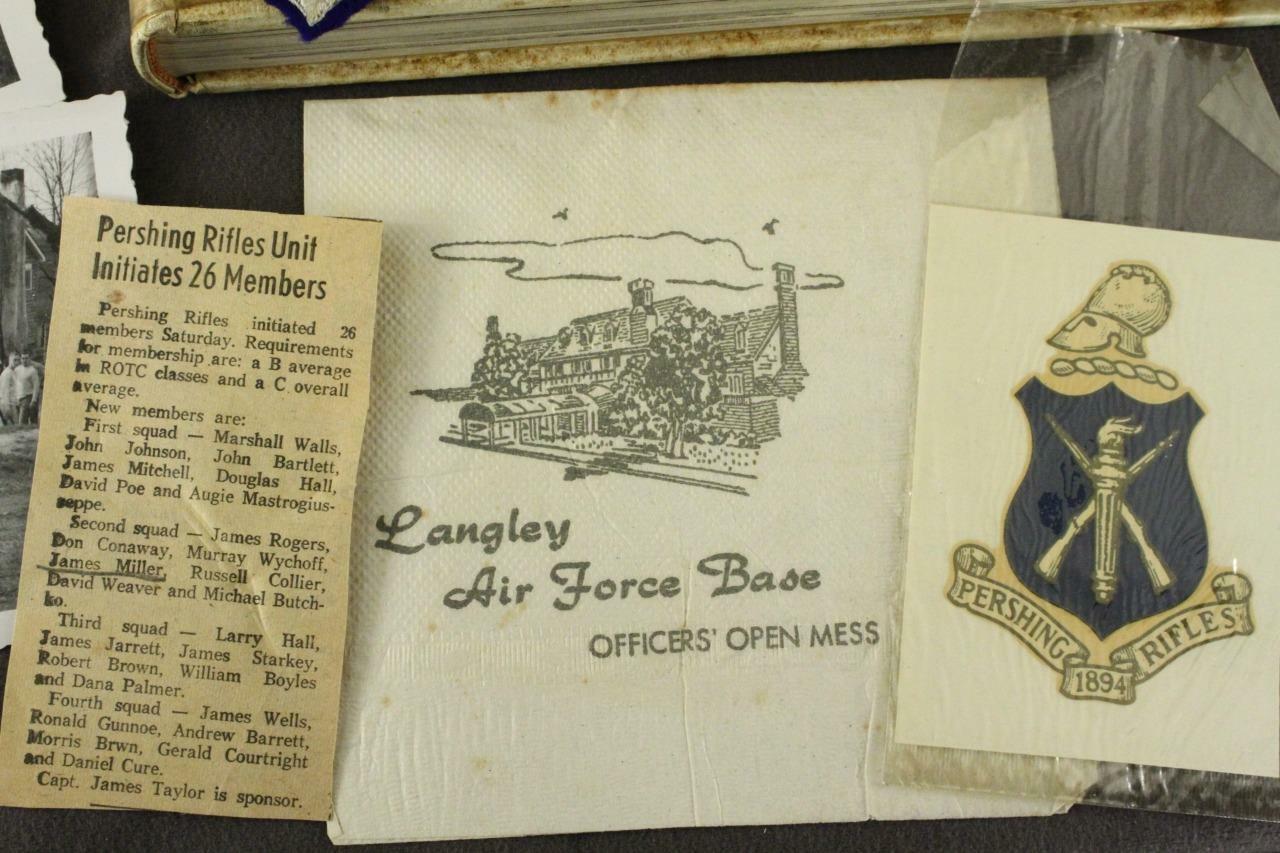 Pershing Rifles Unit
Initiates 26 Members
Pershing Rifles initiated 26
members Saturday. Requirements
for membership are: a B average
in ROTC classes and a C overall
average.
New members are:
First squad — Marshall Walls,
John Johnson, John Bartlett,
James Mitchell, Douglas Hall,
David Poe and Augie Mastrogius-
seppe.
Second squad — James Rogers,
Don Conaway, Murray Wychoff,
James Miller, Russell Collier,
David Weaver and Michael Butch-
ko.
Third squad — Larry Hall,
James Jarrett, James Starkey,
Robert Brown, William Boyles
and Dana Palmer.
Fourth squad — James Wells,
Ronald Gunnoe, Andrew Barrett,
Morris Brwn, Gerald Courtright
and Daniel Cure.
Capt. James Taylor is sponsor.
Langley
Air Force Base
OFFICERS' OPEN MESS
PERSHING RIFLES
1894